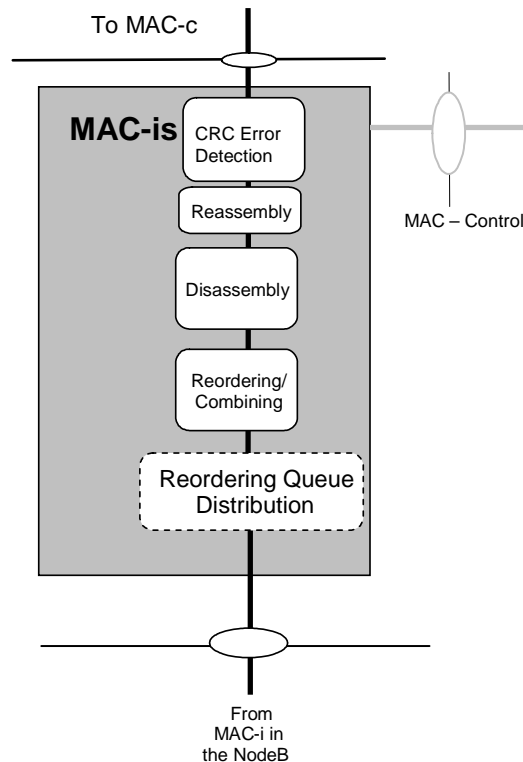 To MAC-c
MAC-is
CRC Error
Detection
Reassembly
MAC – Control
Disassembly
Reordering/
Combining
Reordering Queue
Distribution
From
MAC-i in
the NodeB